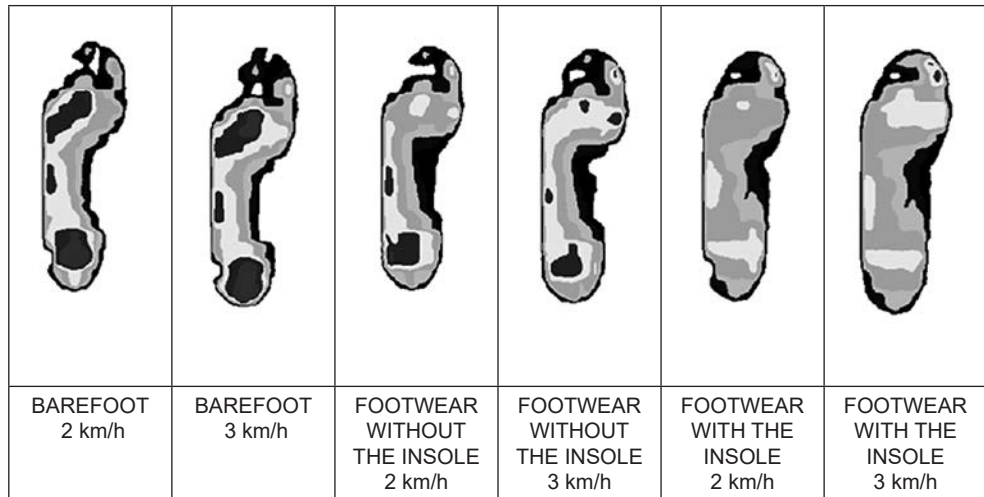 BAREFOOT
2 km/h
BAREFOOT
3 km/h
FOOTWEAR
WITHOUT
THE INSOLE
2 km/h
FOOTWEAR
WITHOUT
THE INSOLE
3 km/h
FOOTWEAR
WITH THE
INSOLE
2 km/h
FOOTWEAR
WITH THE
INSOLE
3 km/h